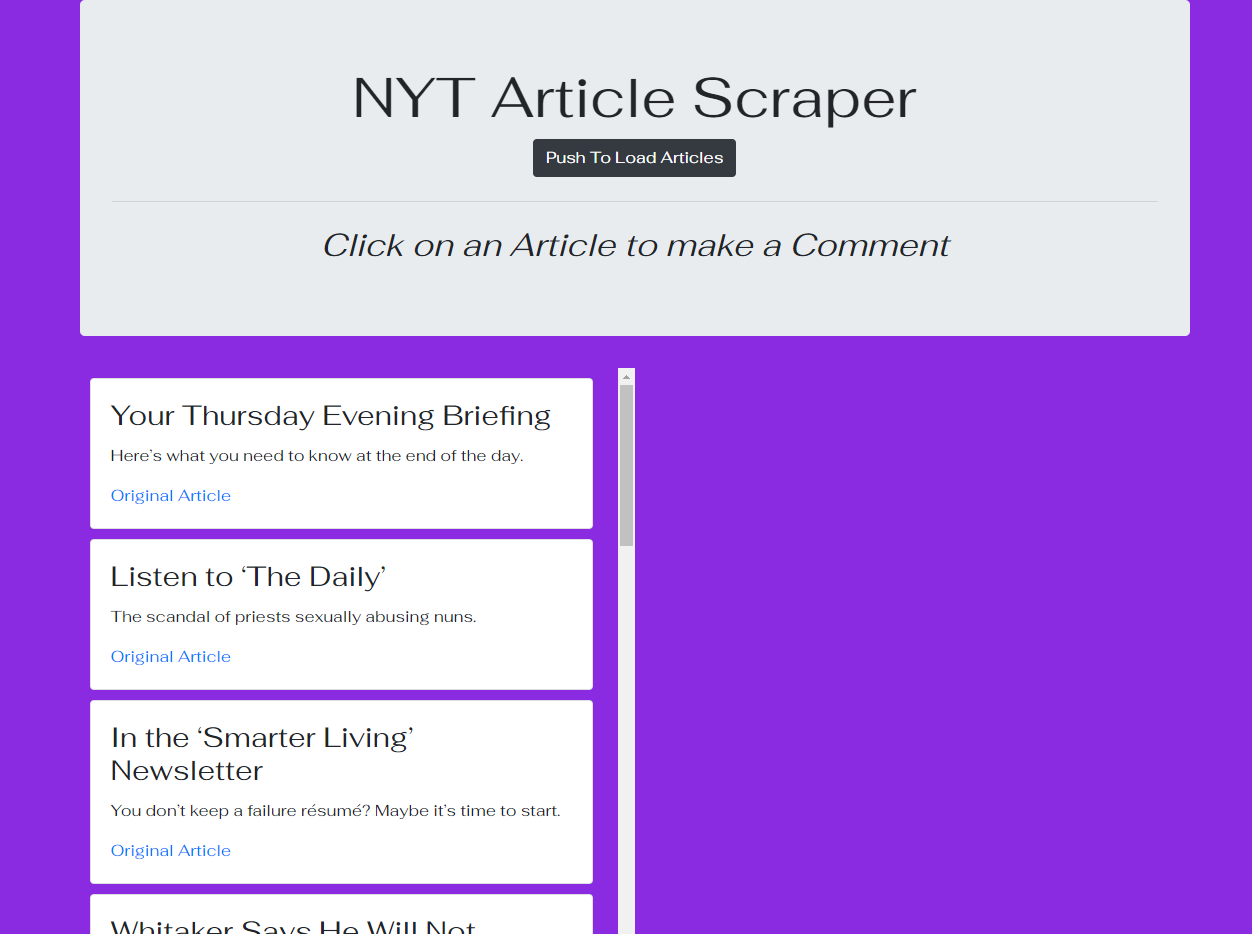 NYT Article Scraper
Push To Load Articles
Click on an Article to make a Comment
Your Thursday Evening Briefing
Here’s what you need to know at the end of the day.
Original Article
Listen to ‘The Daily’
The scandal of priests sexually abusing nuns.
Original Article
In the ‘Smarter Living’
Newsletter
You don’t keep a failure résumé? Maybe it’s time to start.
Original Article
Whitaker Says He Will Not